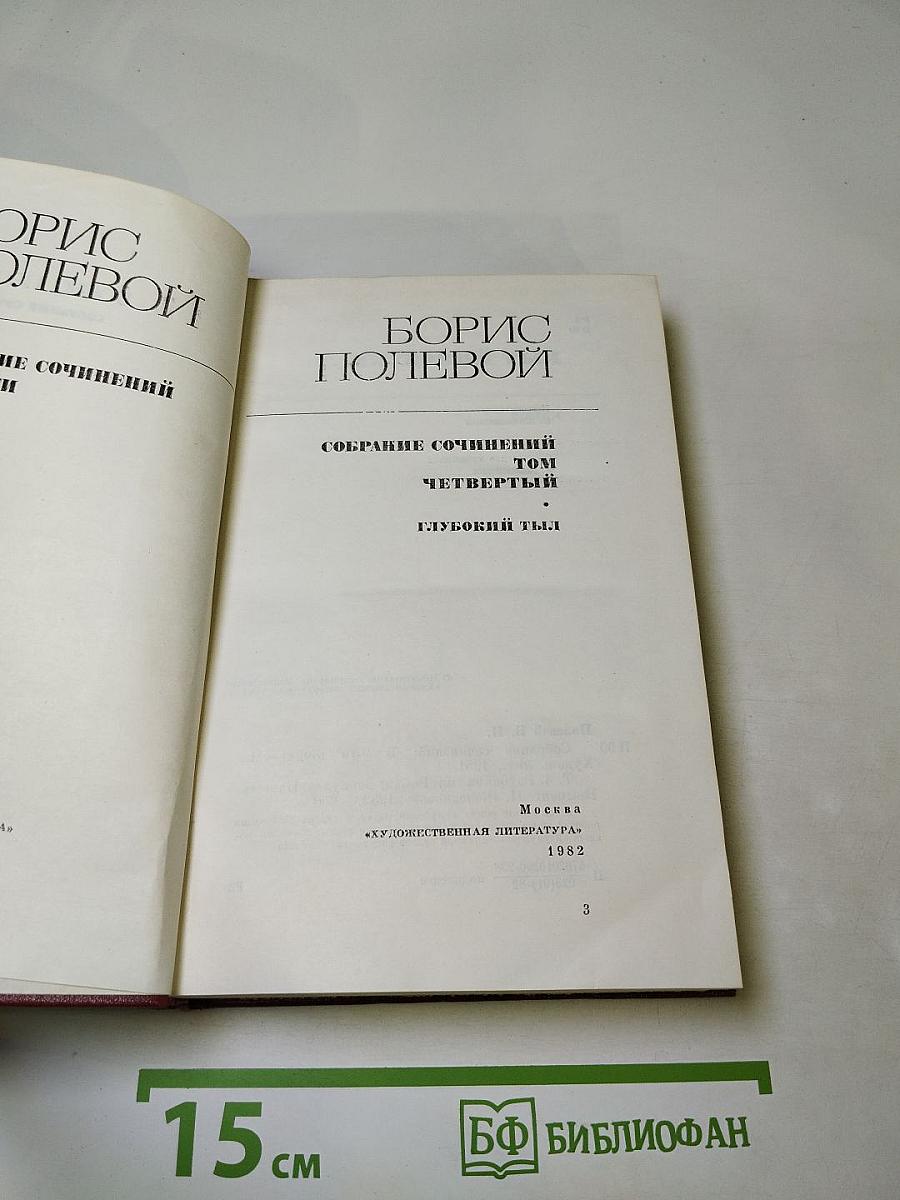 ОРИС
ОЛЕВОЙ
ИЕ СОЧИНЕНИЙ
БОРИС
ПОЛЕВОЙ
СОБРАНИЕ СОЧИНЕНИЙ
ТОМ
ЧЕТВЕРТЫЙ
•
ГЛУБОКИЙ ТЫЛ
Москва
«ХУДОЖЕСТВЕННАЯ ЛИТЕРАТУРА»
1982
3
15 см
БФ БИБЛИОФАН